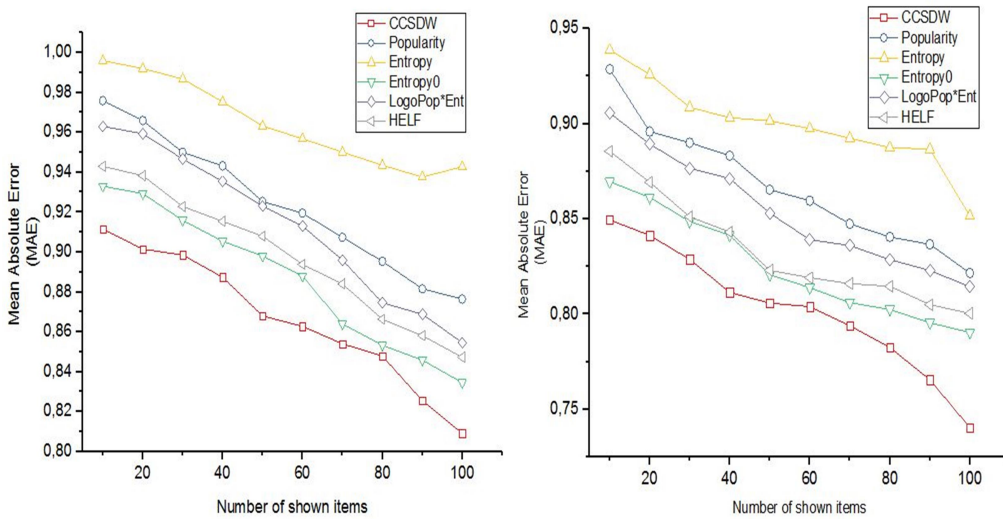 CCSDW
Popularity
Entropy
Entropy0
LogoPop*Ent
HELF
1,00
0,98
0,96
0,94
0,92
0,90
0,88
0,86
0,84
0,82
0,80
Mean Absolute Error
(MAE)
20
40
60
80
100
Number of shown items
CCSDW
Popularity
Entropy
Entropy0
LogoPop*Ent
HELF
0,95
0,90
0,85
0,80
0,75
Mean Absolute Error
(MAE)
20
40
60
80
100
Number of shown items